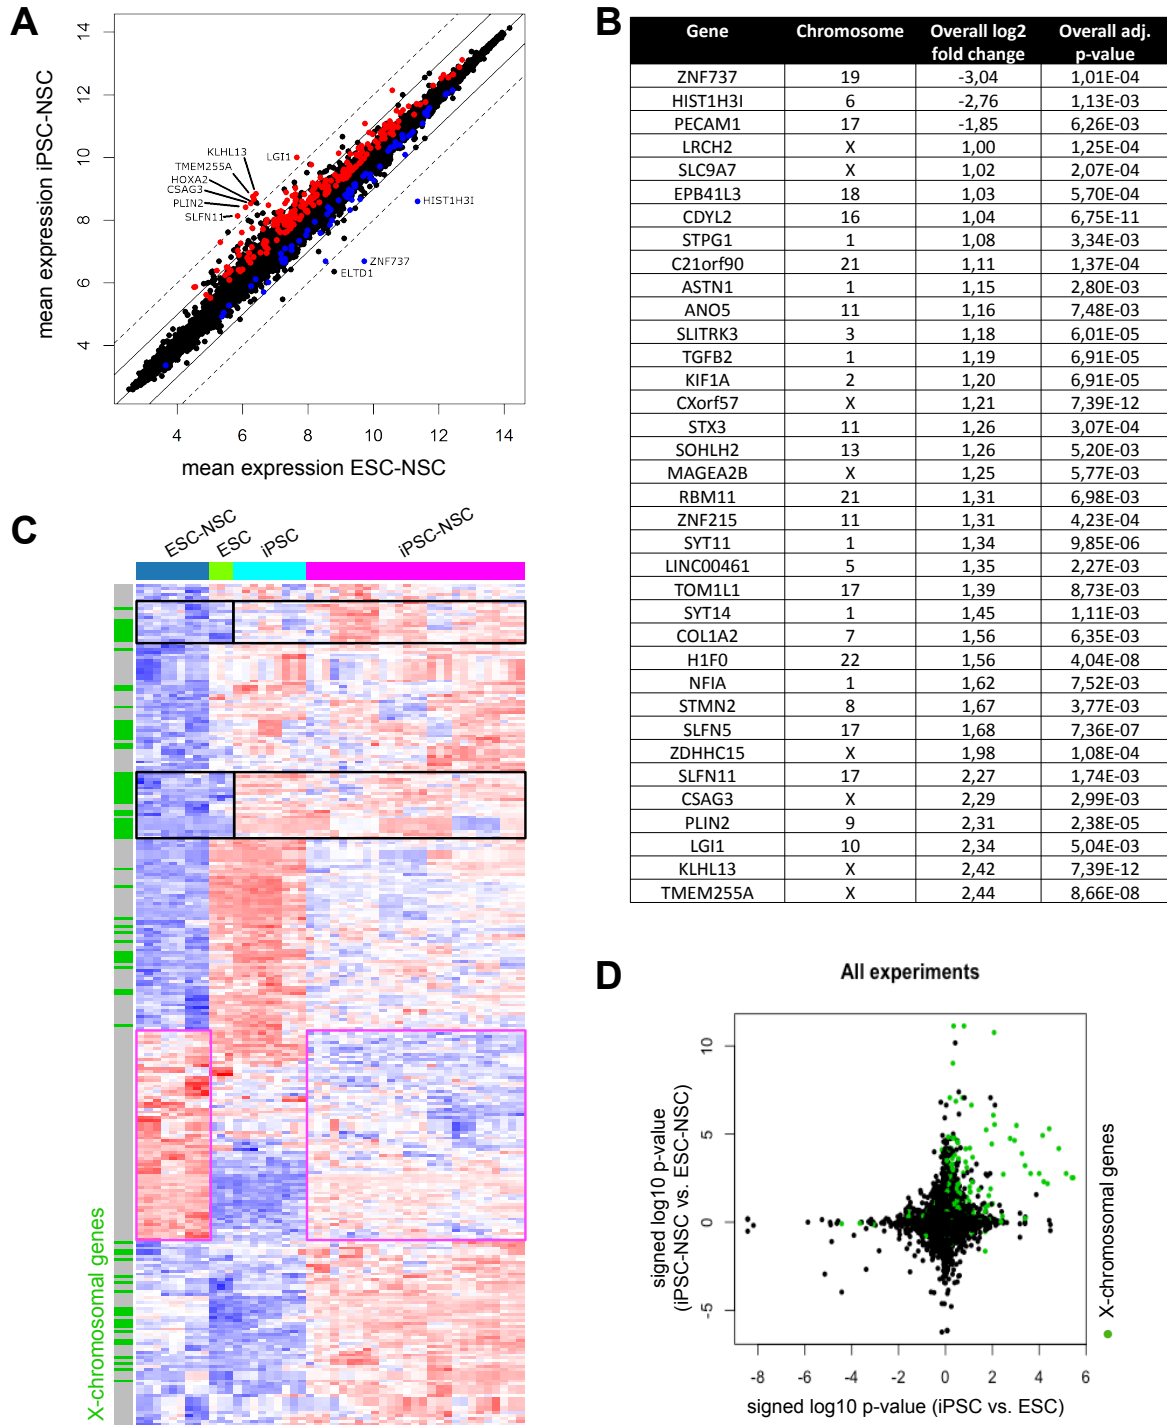 A
mean expression iPSC-NSC
14
12
10
8
6
4
KLHL13
TMEM255A
HOXA2
CSAG3
PLIN2
SLFN11
LGI1
HIST1H3I
ZNF737
ELTD1
4 6 8 10 12 14
mean expression ESC-NSC
B
Gene Chromosome Overall log2 fold change Overall adj. p-value
ZNF737 19 -3,04 1,01E-04
HIST1H3I 6 -2,76 1,13E-03
PECAM1 17 -1,85 6,26E-03
LRCH2 X 1,00 1,25E-04
SLC9A7 X 1,02 2,07E-04
EPB41L3 18 1,03 5,70E-04
CDYL2 16 1,04 6,75E-11
STPG1 1 1,08 3,34E-03
C21orf90 21 1,11 1,37E-04
ASTN1 1 1,15 2,80E-03
ANO5 11 1,16 7,48E-03
SLITRK3 3 1,18 6,01E-05
TGFB2 1 1,19 6,91E-05
KIF1A 2 1,20 6,91E-05
CXorf57 X 1,21 7,39E-12
STX3 11 1,26 3,07E-04
SOHLH2 13 1,26 5,20E-03
MAGEA2B X 1,25 5,77E-03
RBM11 21 1,31 6,98E-03
ZNF215 11 1,31 4,23E-04
SYT11 1 1,34 9,85E-06
LINC00461 5 1,35 2,27E-03
TOM1L1 17 1,39 8,73E-03
SYT14 1 1,45 1,11E-03
COL1A2 7 1,56 6,35E-03
H1F0 22 1,56 4,04E-08
NFIA 1 1,62 7,52E-03
STMN2 8 1,67 3,77E-03
SLFN5 17 1,68 7,36E-07
ZDHHC15 X 1,98 1,08E-04
SLFN11 17 2,27 1,74E-03
CSAG3 X 2,29 2,99E-03
PLIN2 9 2,31 2,38E-05
LGI1 10 2,34 5,04E-03
KLHL13 X 2,42 7,39E-12
TMEM255A X 2,44 8,66E-08
C
ESC-NSC ESC iPSC iPSC-NSC
X-chromosomal genes
D
All experiments
signed log10 p-value
(iPSC-NSC vs. ESC-NSC)
10
5
0
-5
-8 -6 -4 -2 0 2 4 6
signed log10 p-value (iPSC vs. ESC)
X-chromosomal genes